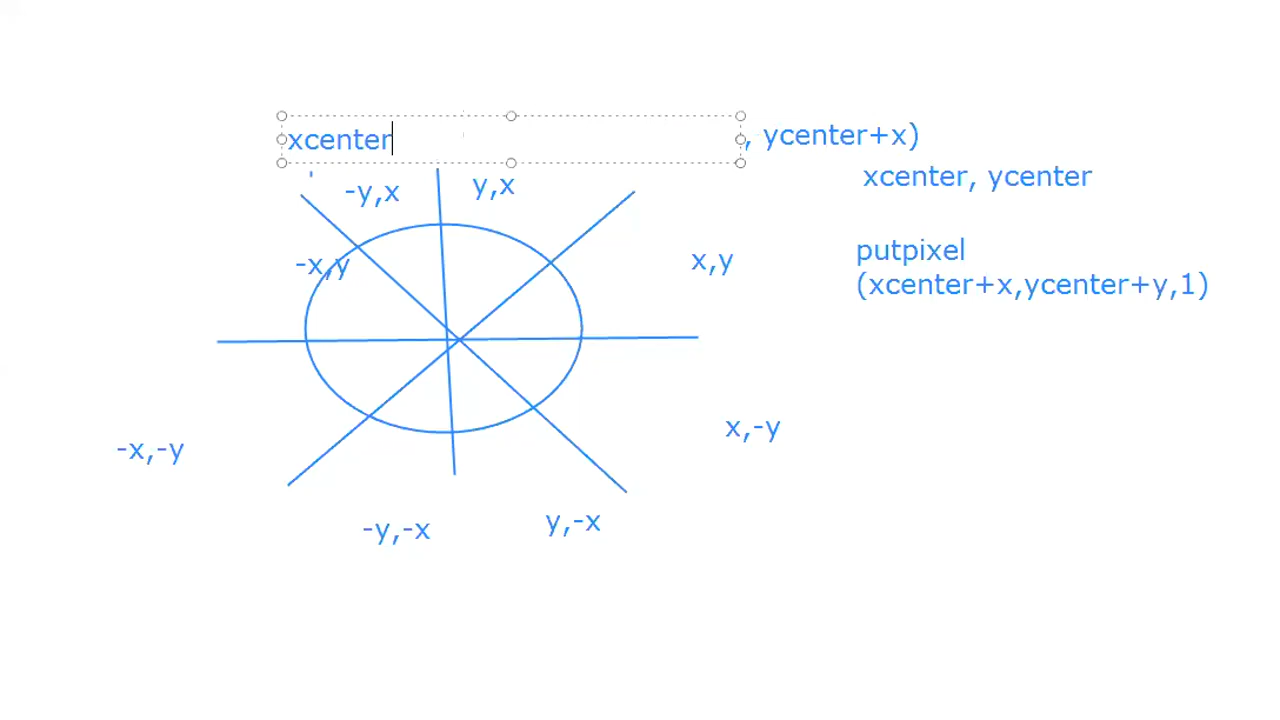 xcenter
, ycenter+x)
xcenter, ycenter
-y,x
y,x
putpixel
(xcenter+x,ycenter+y,1)
-x,y
x,y
x,-y
-x,-y
-y,-x
y,-x